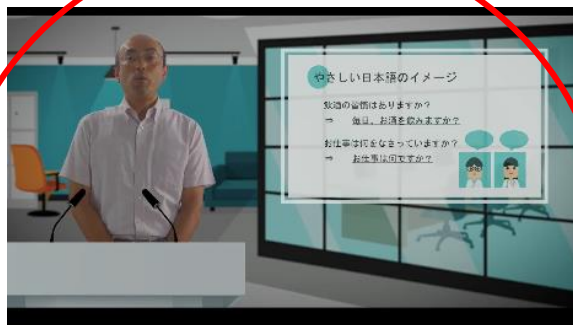 やさしい日本語のイメージ
飲酒の習慣はありますか？
⇒ 毎日、お酒を飲みますか？
お仕事は何をなさっていますか？
⇒ お仕事は何ですか？